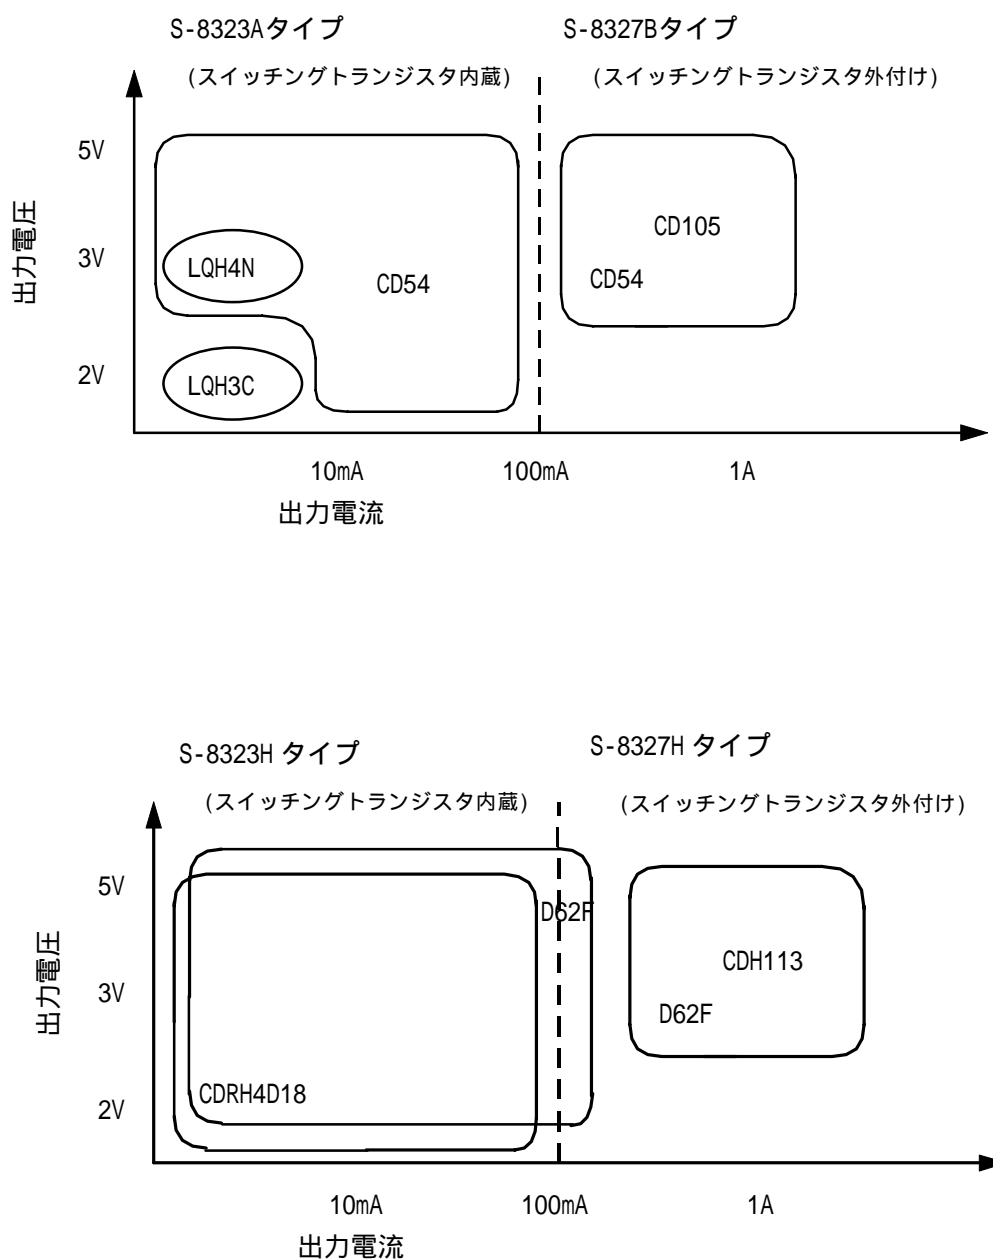 S-8323Aタイプ
S-8327Bタイプ
(スイッチングトランジスタ内蔵)
(スイッチングトランジスタ外付け)
出力電圧
5V
3V
2V
LQH4N
LQH3C
CD54
CD105
CD54
10mA
100mA
1A
出力電流
S-8323H タイプ
S-8327H タイプ
(スイッチングトランジスタ内蔵)
(スイッチングトランジスタ外付け)
出力電圧
5V
3V
2V
D62F
CDRH4D18
CDH113
D62F
10mA
100mA
1A
出力電流